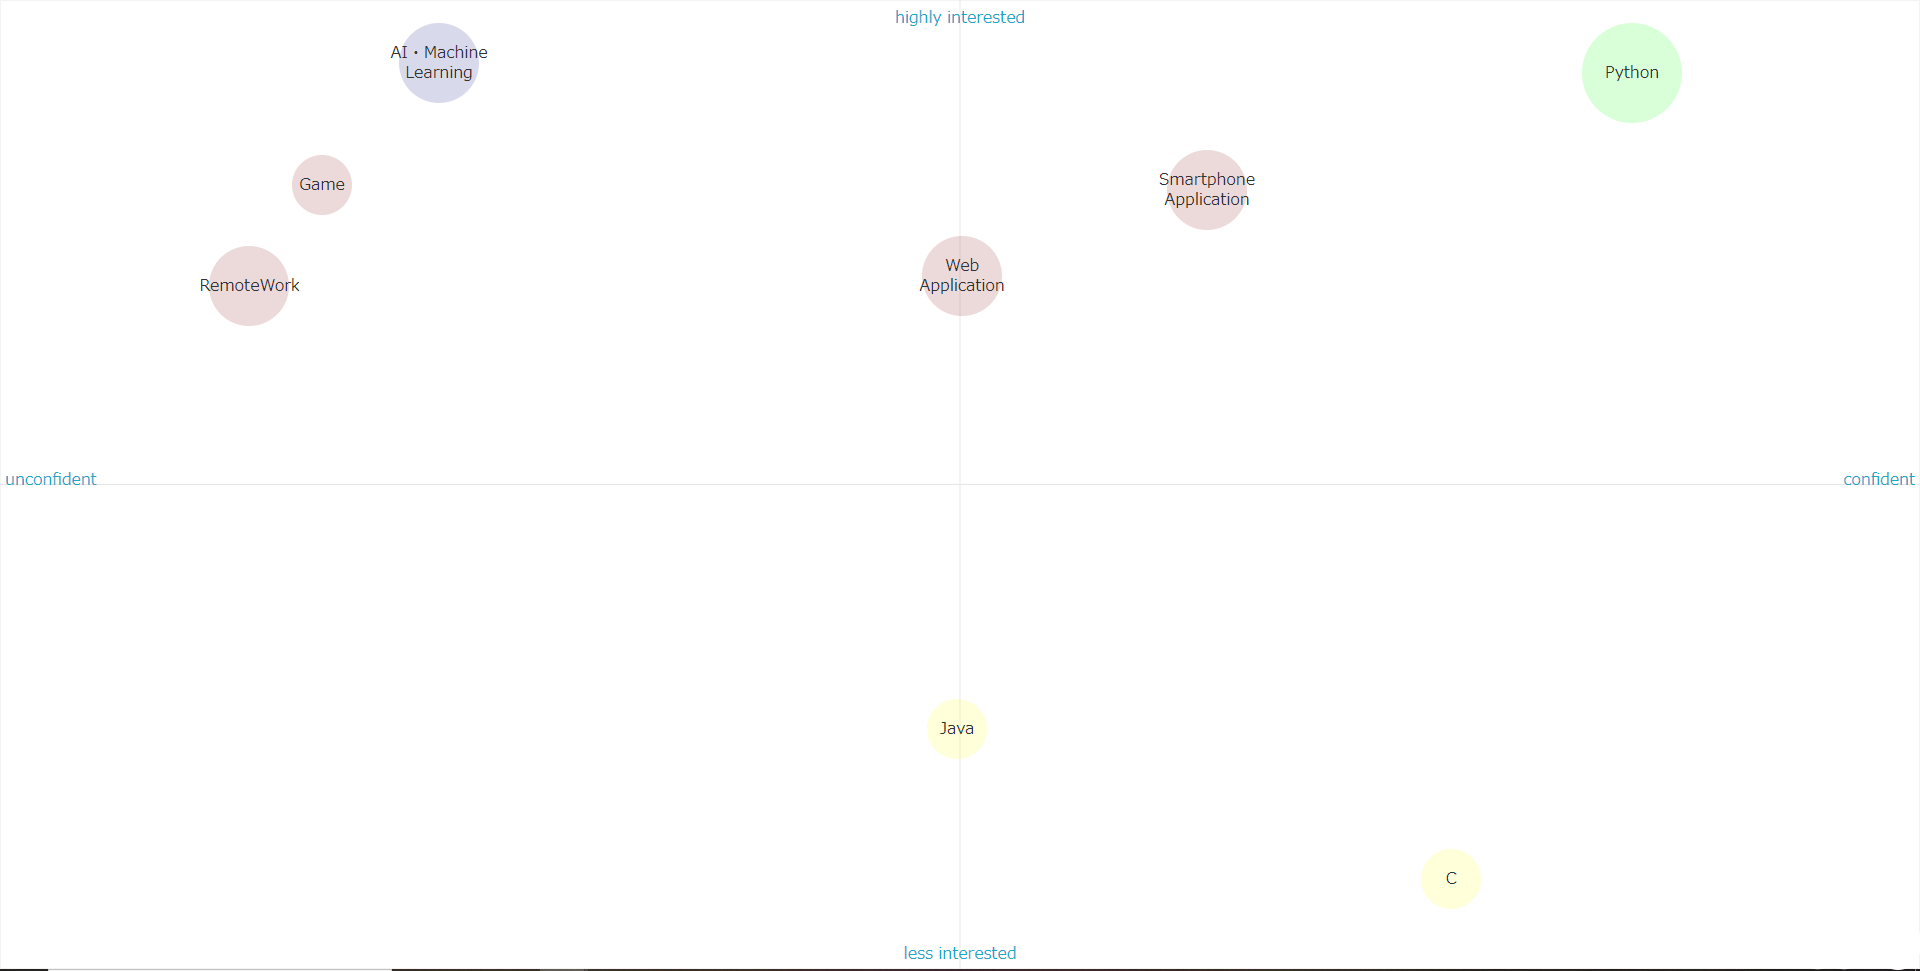 highly interested
AI・Machine
Learning
Python
Game
Smartphone
Application
RemoteWork
Web
Application
unconfident
confident
Java
C
less interested